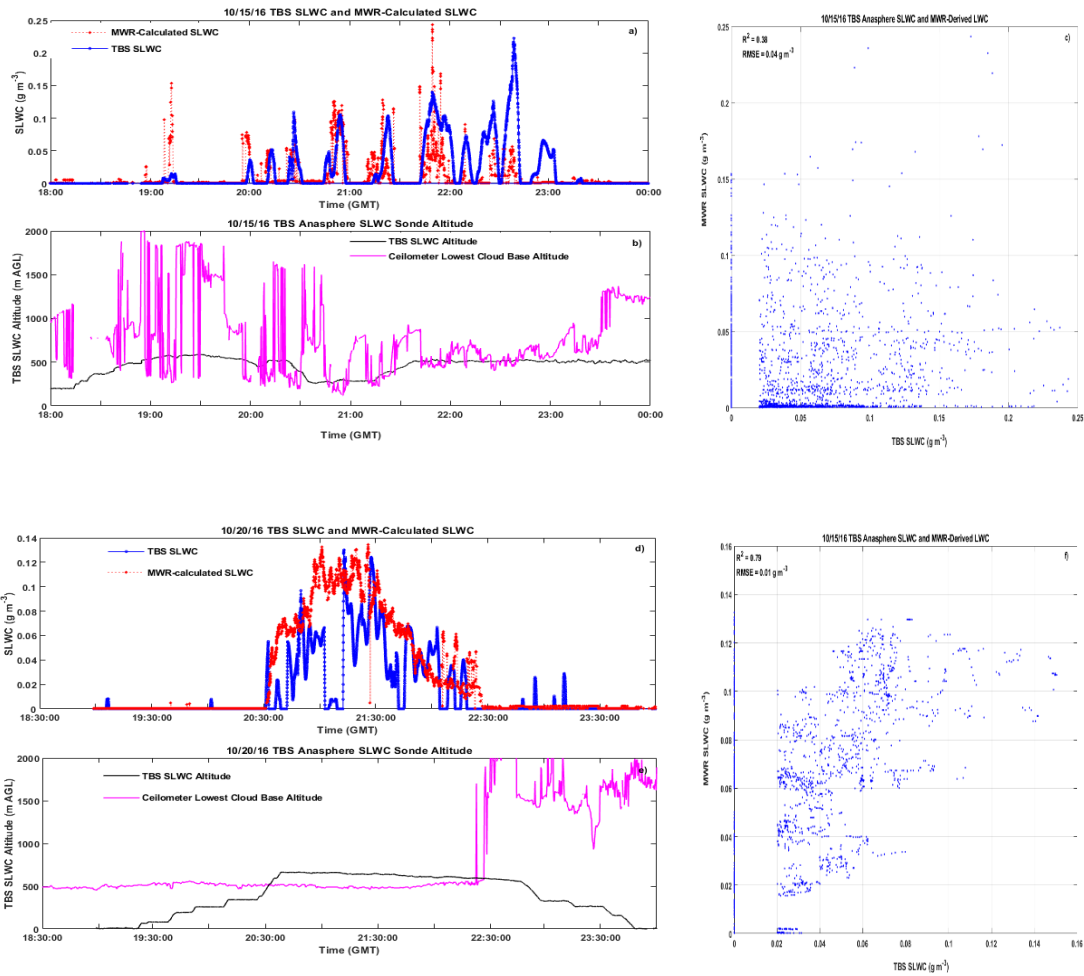 10/15/16 TBS SLWC and MWR-Calculated SLWC
MWR-Calculated SLWC
TBS SLWC
a)
0.25
0.2
0.15
0.1
0.05
0
SLWC (g m-3)
18:00 19:00 20:00 21:00 22:00 23:00 00:00
Time (GMT)
10/15/16 TBS Anasphere SLWC Sonde Altitude
TBS SLWC Altitude
Ceilometer Lowest Cloud Base Altitude
b)
2000
1500
1000
500
0
TBS SLWC Altitude (m AGL)
18:00 19:00 20:00 21:00 22:00 23:00 00:00
Time (GMT)
10/15/16 TBS Anasphere SLWC and MWR-Derived LWC
R2 = 0.38
RMSE = 0.04 g m-3
c)
0.25
0.2
0.15
0.1
0.05
0
MWR SLWC (g m-3)
0 0.05 0.1 0.15 0.2 0.25
TBS SLWC (g m-3)
10/20/16 TBS SLWC and MWR-Calculated SLWC
TBS SLWC
MWR-calculated SLWC
d)
0.14
0.12
0.1
0.08
0.06
0.04
0.02
0
SLWC (g m-3)
18:30:00 19:30:00 20:30:00 21:30:00 22:30:00 23:30:00
Time (GMT)
10/20/16 TBS Anasphere SLWC Sonde Altitude
TBS SLWC Altitude
Ceilometer Lowest Cloud Base Altitude
e)
2000
1500
1000
500
0
TBS SLWC Altitude (m AGL)
18:30:00 19:30:00 20:30:00 21:30:00 22:30:00 23:30:00
Time (GMT)
10/15/16 TBS Anasphere SLWC and MWR-Derived LWC
R2 = 0.79
RMSE = 0.01 g m-3
f)
0.16
0.14
0.12
0.1
0.08
0.06
0.04
0.02
0
MWR SLWC (g m-3)
0 0.02 0.04 0.06 0.08 0.1 0.12 0.14 0.16
TBS SLWC (g m-3)